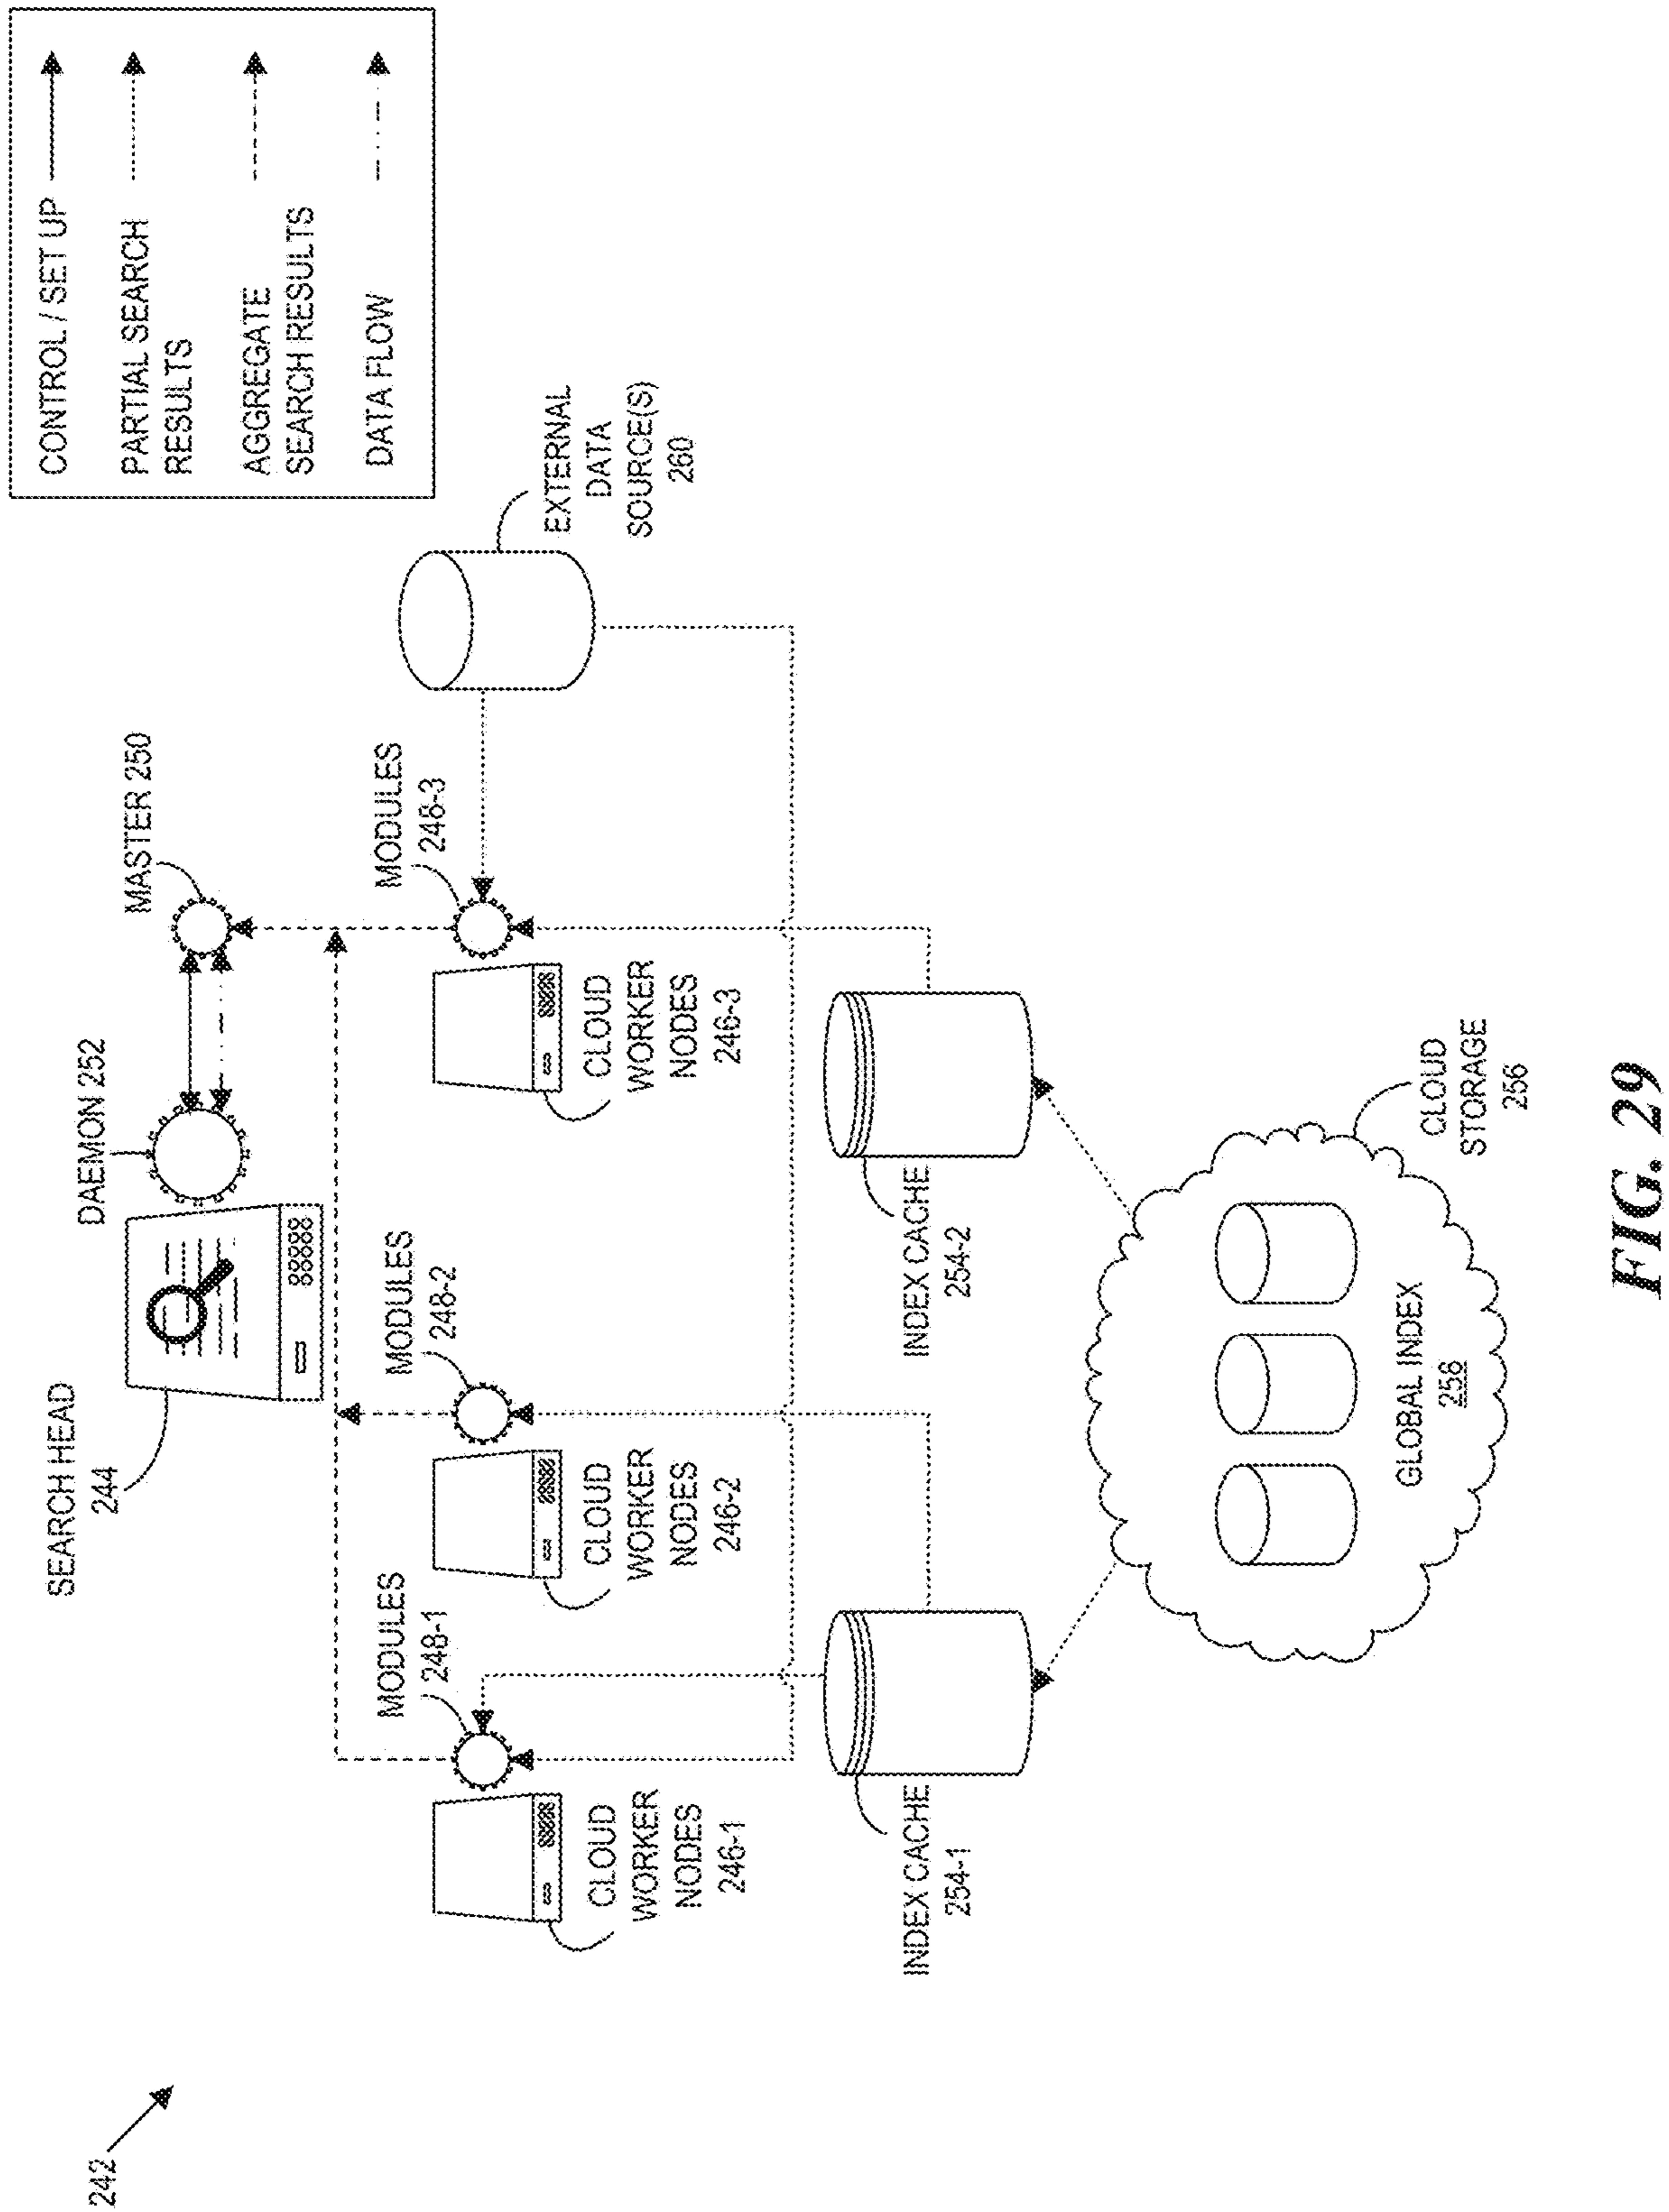 242
SEARCH HEAD
244
DAEMON 252
MASTER 250
CONTROL / SET UP
PARTIAL SEARCH
RESULTS
AGGREGATE
SEARCH RESULTS
DATA FLOW
MODULES
248-1
MODULES
248-2
MODULES
248-3
EXTERNAL
DATA
SOURCE(S)
260
CLOUD
WORKER
NODES
246-1
CLOUD
WORKER
NODES
246-2
CLOUD
WORKER
NODES
246-3
INDEX CACHE
254-1
INDEX CACHE
254-2
GLOBAL INDEX
258
CLOUD
STORAGE
256
FIG. 29